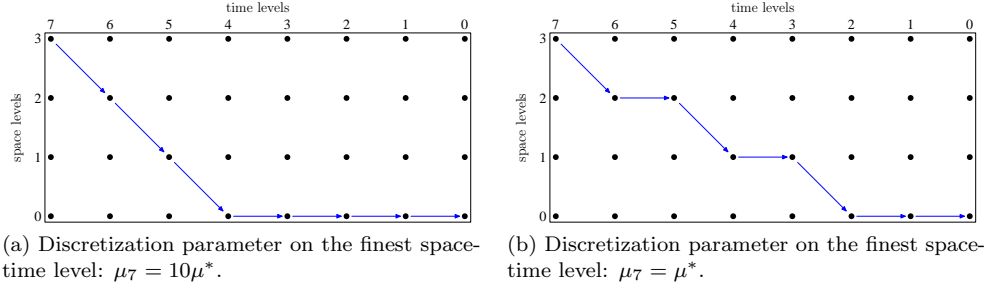 time levels
7 6 5 4 3 2 1 0
3
2
1
0
space levels
(a) Discretization parameter on the finest space-
time level: μ₇ = 10μ*.
time levels
7 6 5 4 3 2 1 0
3
2
1
0
space levels
(b) Discretization parameter on the finest space-
time level: μ₇ = μ*.